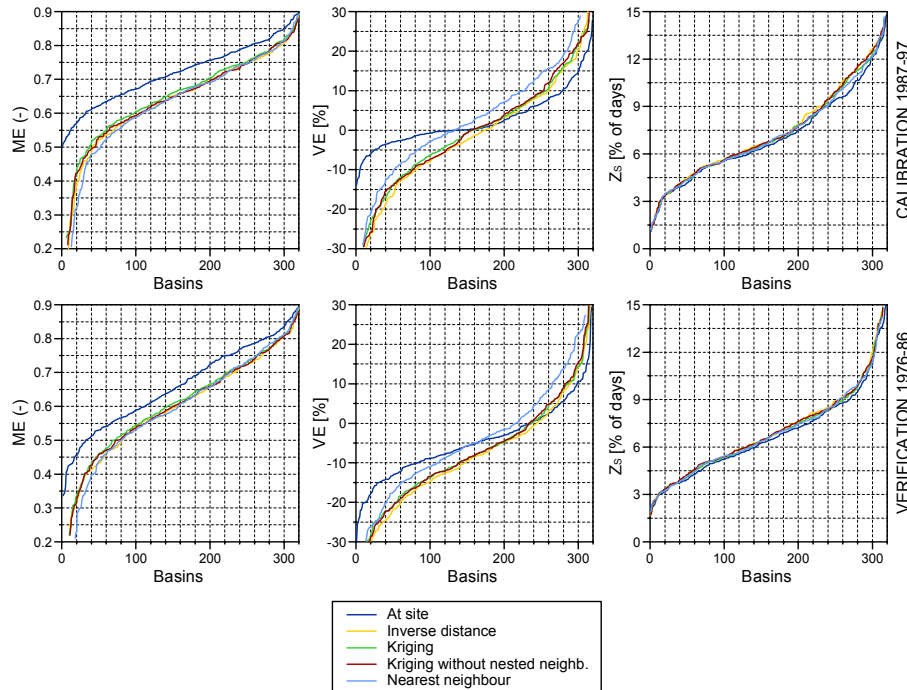 0.9
0.8
0.7
0.6
0.5
0.4
0.3
0.2
ME (-)
0 100 200 300
Basins
30
20
10
0
-10
-20
-30
VE [%]
0 100 200 300
Basins
15
12
9
6
3
0
Zs [% of days]
0 100 200 300
Basins
CALIBRATION 1987-97
0.9
0.8
0.7
0.6
0.5
0.4
0.3
0.2
ME (-)
0 100 200 300
Basins
30
20
10
0
-10
-20
-30
VE [%]
0 100 200 300
Basins
15
12
9
6
3
0
Zs [% of days]
0 100 200 300
Basins
VERIFICATION 1976-86
At site
Inverse distance
Kriging
Kriging without nested neighb.
Nearest neighbour